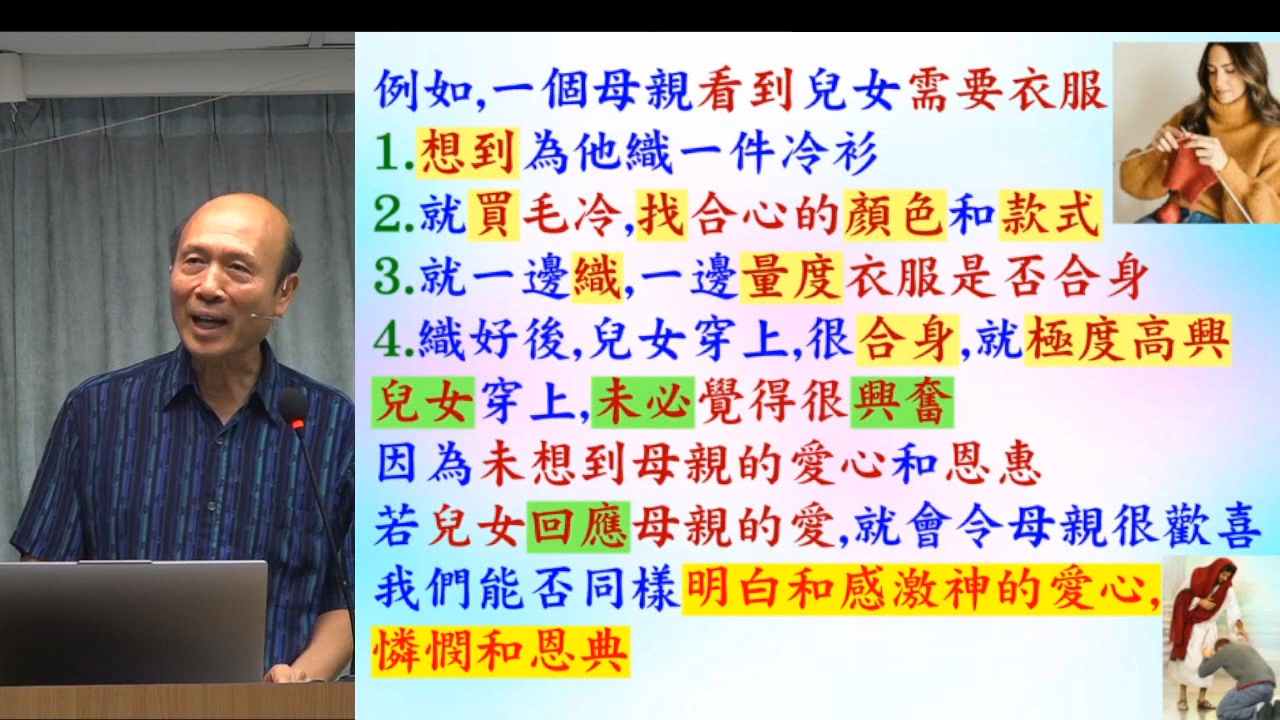 例如,一個母親看到兒女需要衣服
1.想到為他織一件冷衫
2.就買毛冷,找合心的顏色和款式
3.就一邊織,一邊量度衣服是否合身
4.織好後,兒女穿上,很合身,就極度高興
兒女穿上,未必覺得很興奮
因為未想到母親的愛心和恩惠
若兒女回應母親的愛,就會令母親很歡喜
我們能否同樣明白和感激神的愛心,
憐憫和恩典